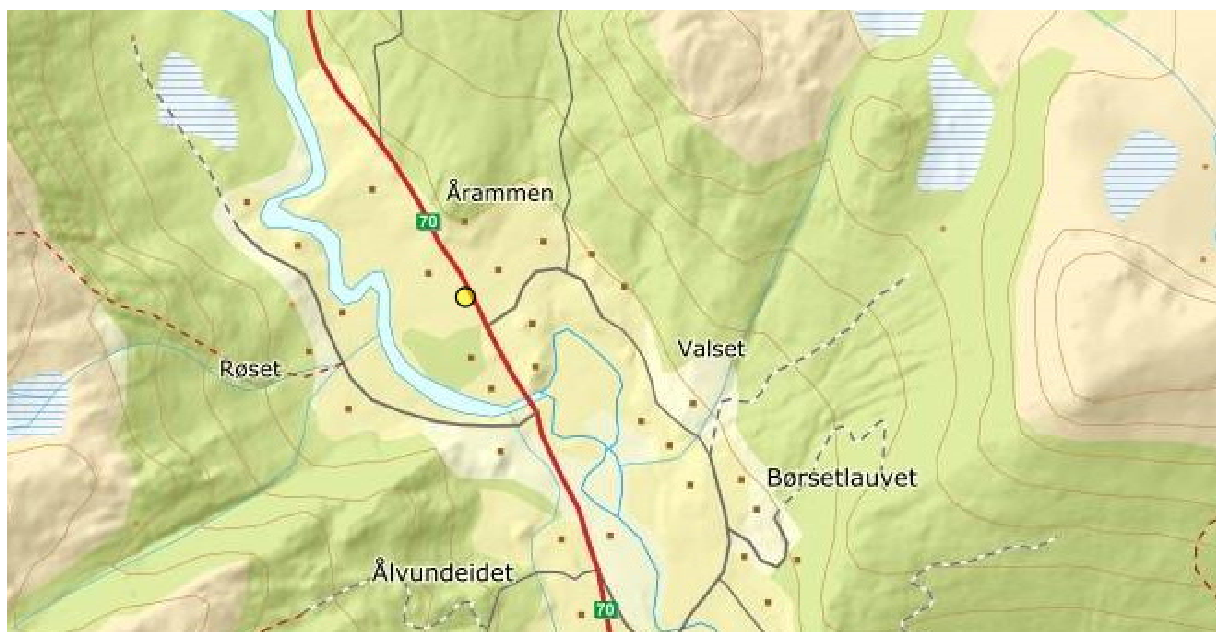 Årammen
70
Valset
Røset
Børsetlauvet
Ålvundeidet
70